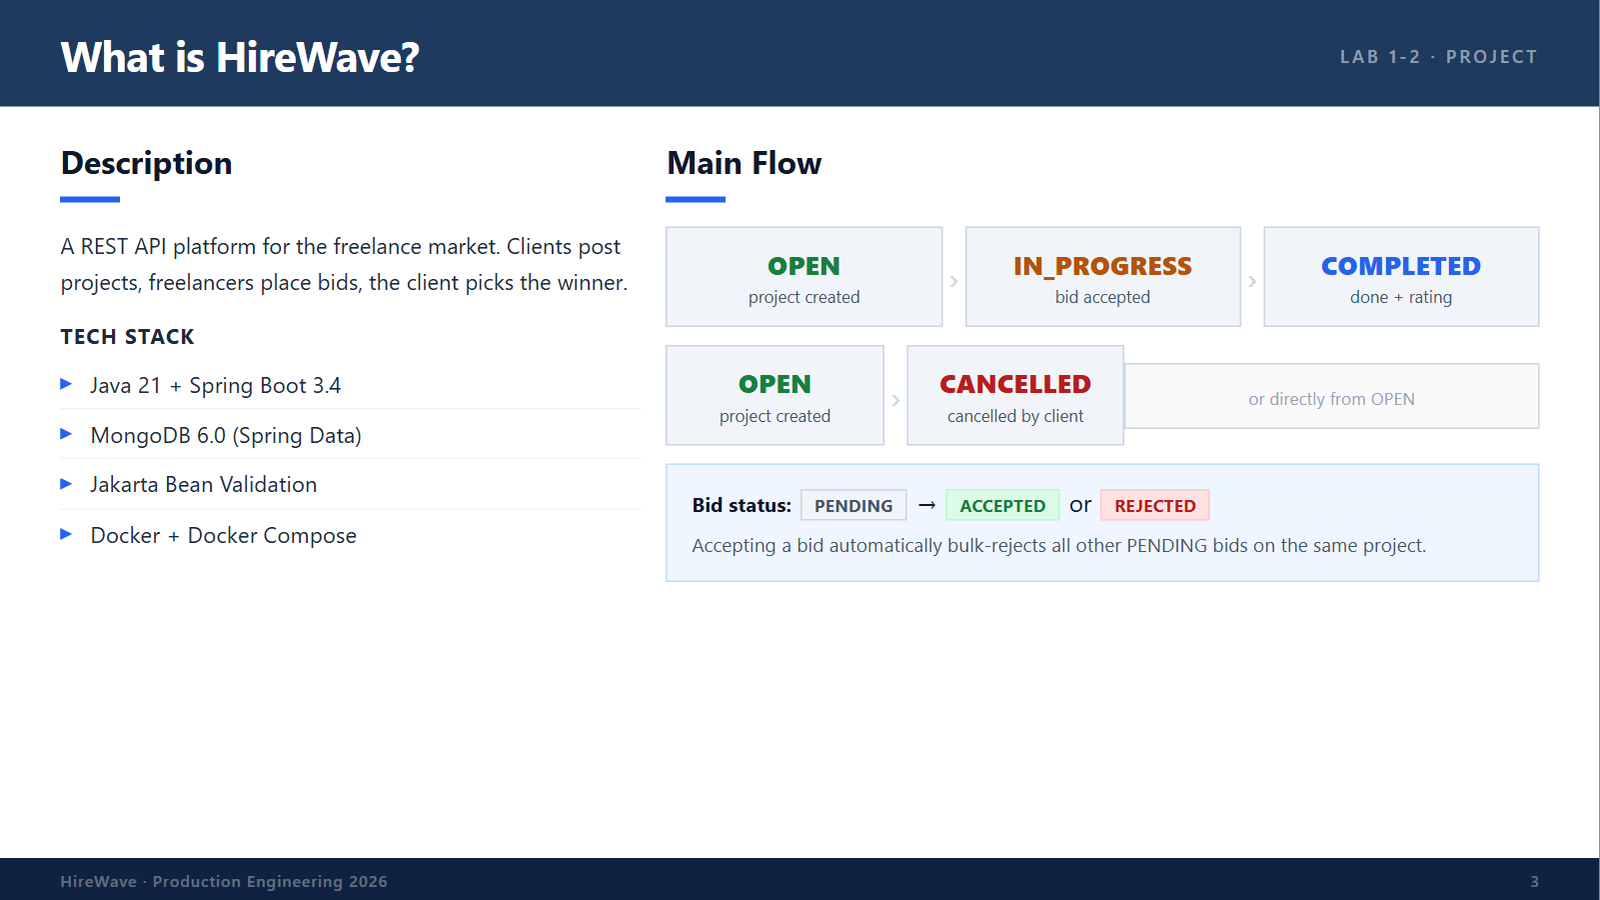 What is HireWave?
LAB 1-2 · PROJECT
Description
A REST API platform for the freelance market. Clients post
projects, freelancers place bids, the client picks the winner.
TECH STACK
▶ Java 21 + Spring Boot 3.4
▶ MongoDB 6.0 (Spring Data)
▶ Jakarta Bean Validation
▶ Docker + Docker Compose
Main Flow
OPEN
project created
›
IN_PROGRESS
bid accepted
›
COMPLETED
done + rating
OPEN
project created
›
CANCELLED
cancelled by client
or directly from OPEN
Bid status: PENDING → ACCEPTED or REJECTED
Accepting a bid automatically bulk-rejects all other PENDING bids on the same project.
HireWave · Production Engineering 2026
3